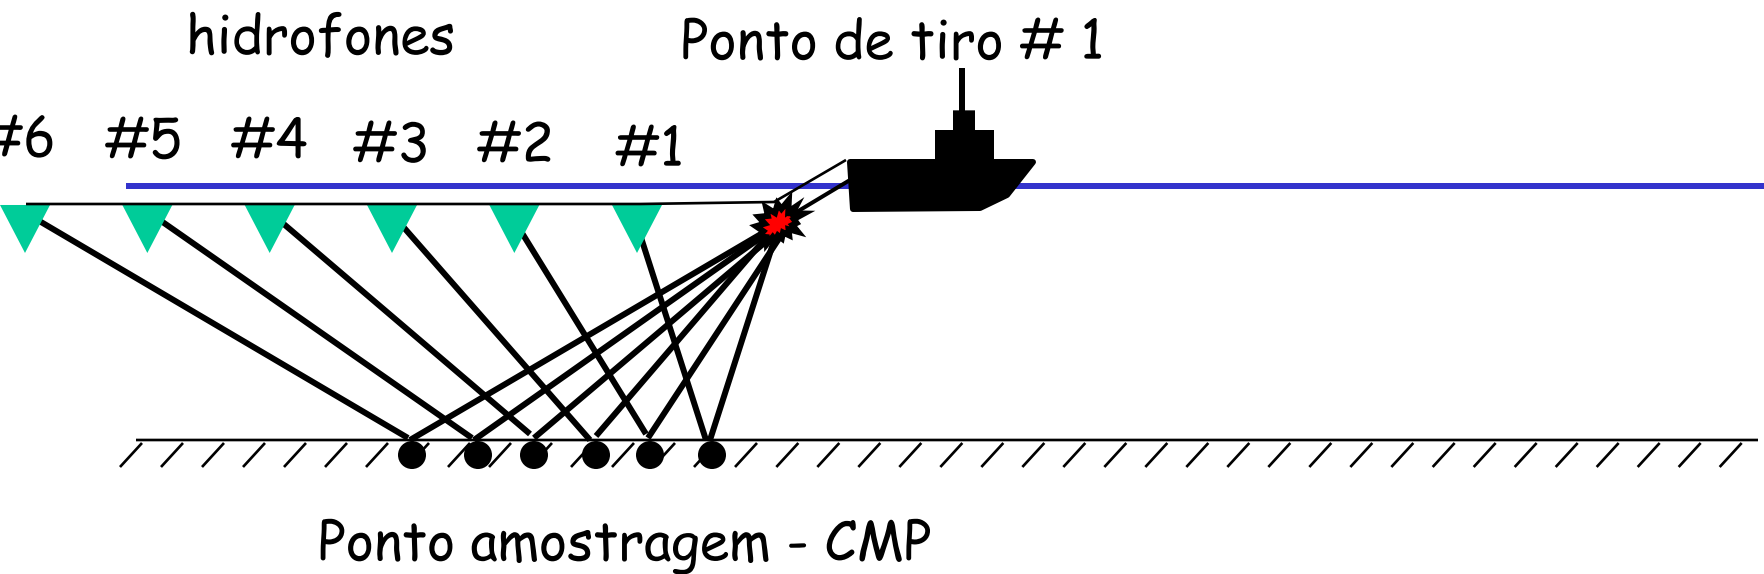 hidrofones
Ponto de tiro # 1
#6 #5 #4 #3 #2 #1
Ponto amostragem - CMP